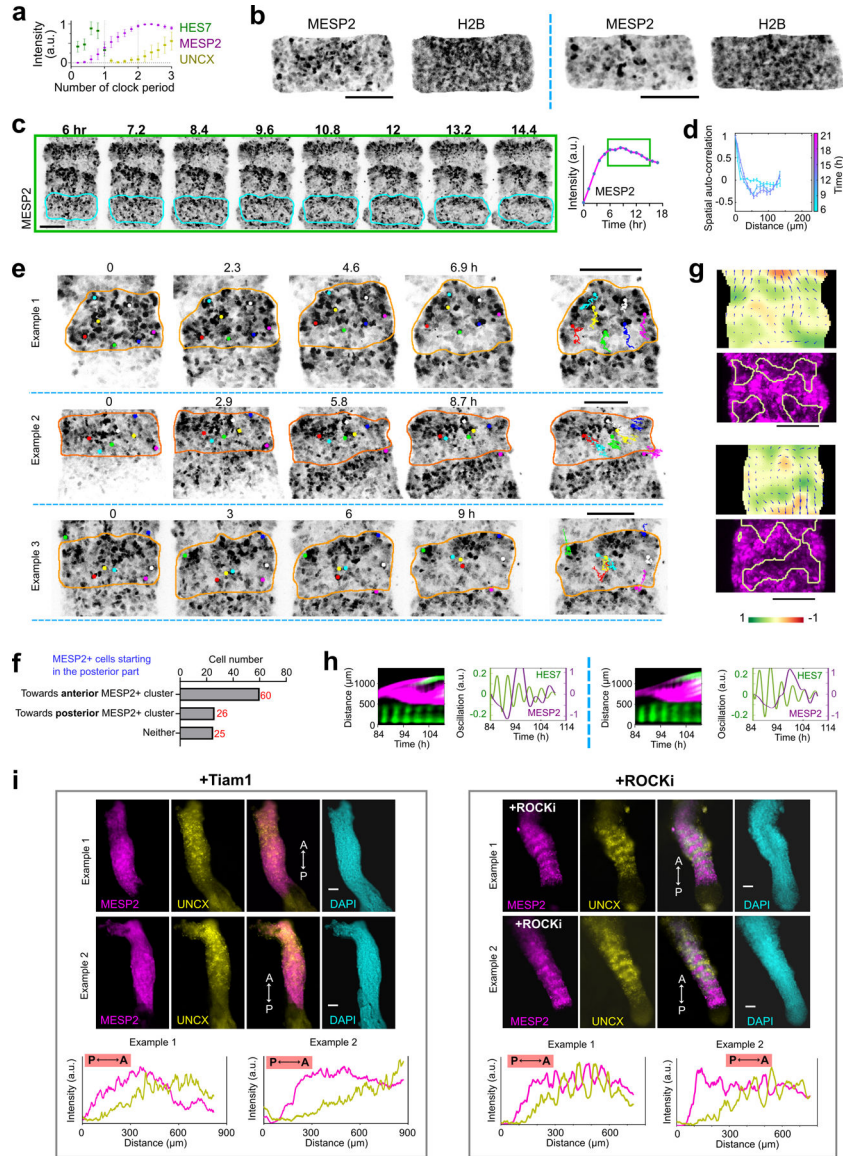 a
Intensity (a.u.)
1
0
0 1 2 3
Number of clock period
HES7
MESP2
UNCX
b
MESP2 H2B MESP2 H2B
c
MESP2
6 hr 7.2 8.4 9.6 10.8 12 13.2 14.4
Intensity (a.u.)
MESP2
0 6 12 18
Time (hr)
d
Spatial auto-correlation
1
0.5
0
-0.5
0 100 200
Distance (µm)
21
18
15
12
9
6
Time (h)
e
Example 1
0 2.3 4.6 6.9 h
Example 2
0 2.9 5.8 8.7 h
Example 3
0 3 6 9 h
g
1 -1
f
MESP2+ cells starting
in the posterior part
Cell number
0 20 40 60 80
Towards anterior MESP2+ cluster
60
Towards posterior MESP2+ cluster
26
Neither
25
h
Distance (µm)
1000
500
0
84 94 104
Time (h)
Oscillation (a.u.)
0.2
0
-0.2
HES7
MESP2
1
0
-1
84 94 104 114
Time (h)
Distance (µm)
1000
500
0
84 94 104
Time (h)
Oscillation (a.u.)
0.2
0
-0.2
HES7
MESP2
1
0
-1
84 94 104 114
Time (h)
i
+Tiam1
Example 1
MESP2 UNCX A P DAPI
Example 2
MESP2 UNCX A P DAPI
Example 1
P A
Intensity (a.u.)
0 300 600 900
Distance (µm)
Example 2
P A
Intensity (a.u.)
0 300 600 900
Distance (µm)
+ROCKi
Example 1
+ROCKi
MESP2 UNCX A P DAPI
Example 2
+ROCKi
MESP2 UNCX A P DAPI
Example 1
P A
Intensity (a.u.)
0 300 600
Distance (µm)
Example 2
P A
Intensity (a.u.)
0 300 600
Distance (µm)